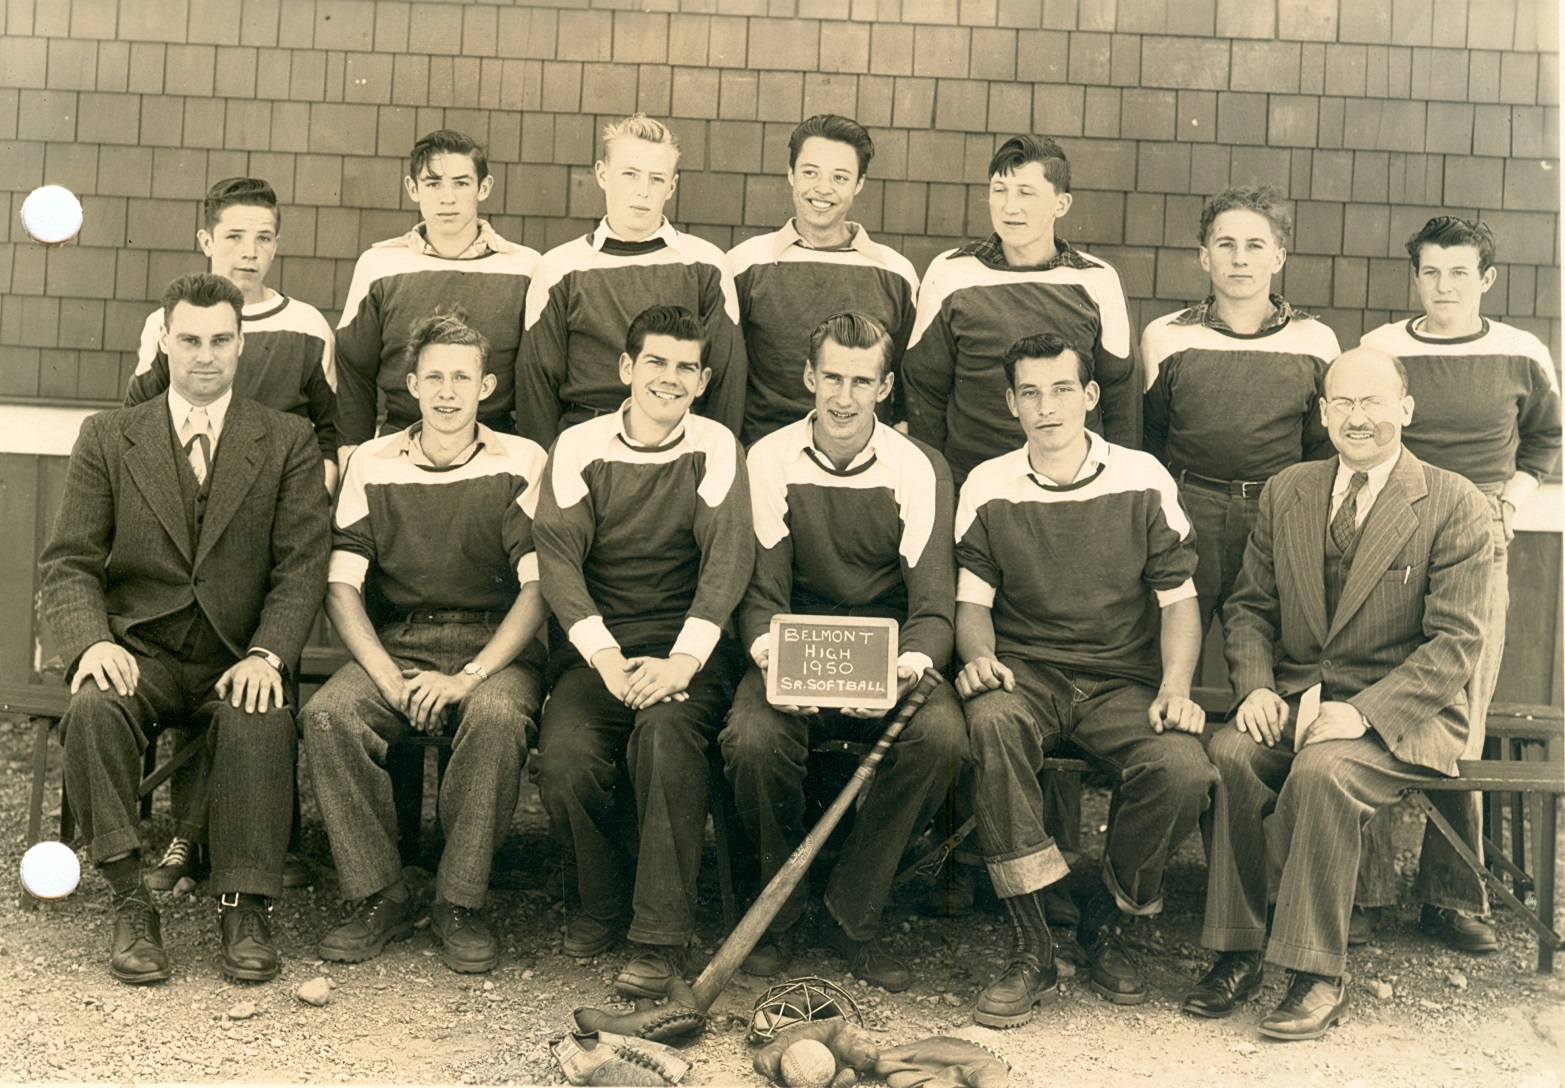 BELMONT
HIGH
1950
SR. SOFTBALL